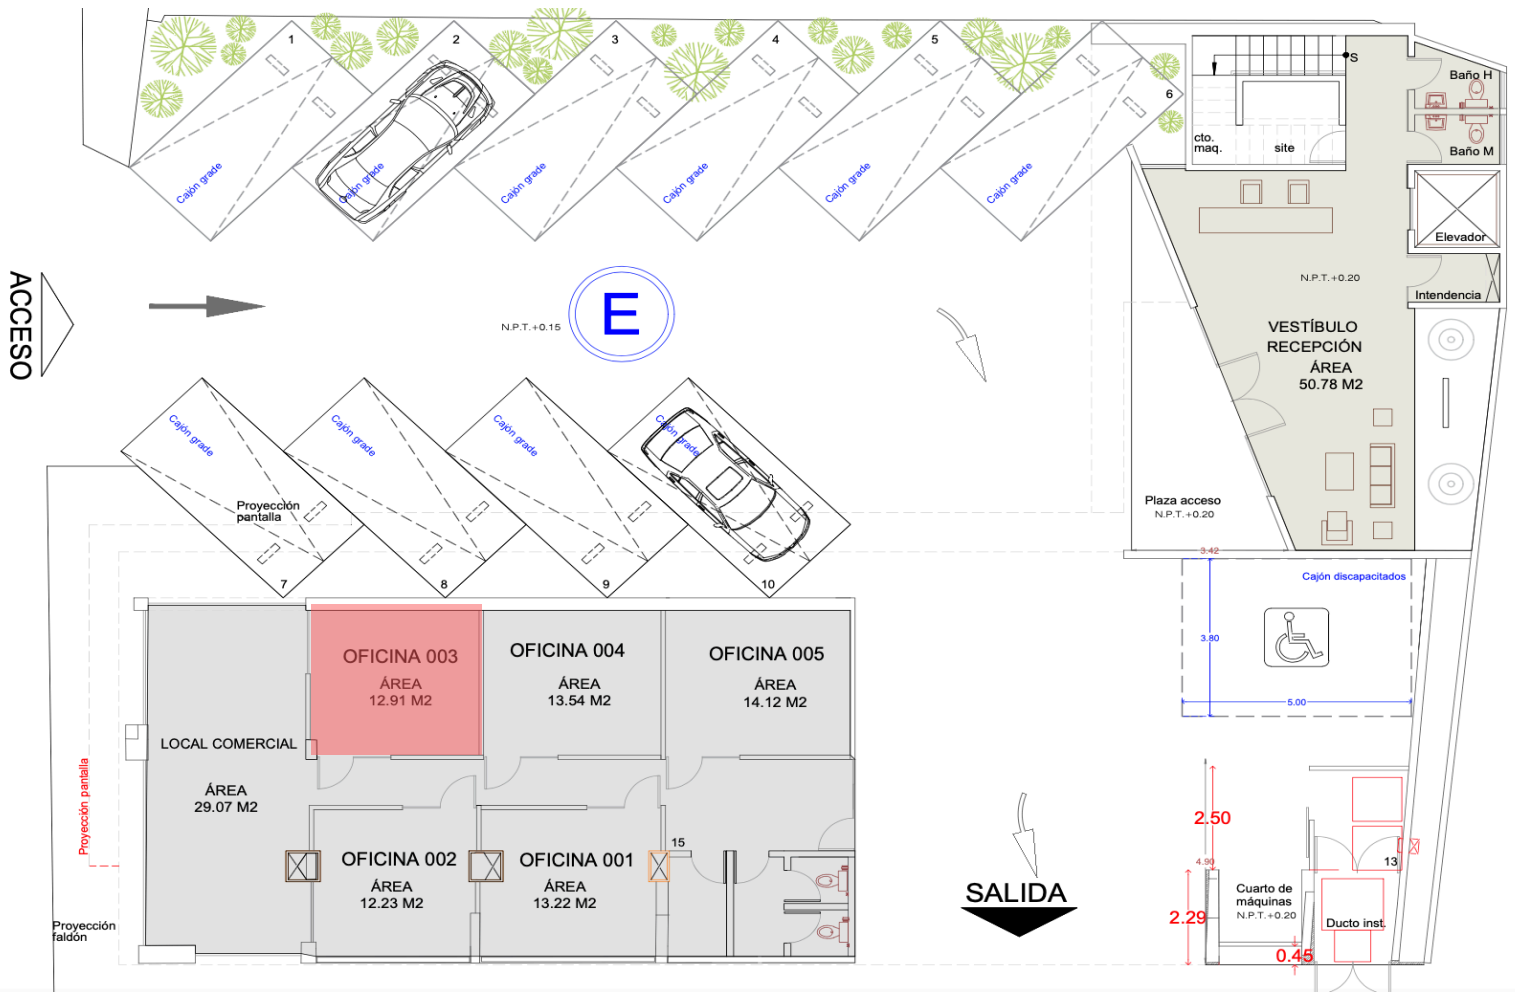 1
2
3
4
5
6
Cajón grade
Cajón grade
Cajón grade
Cajón grade
Cajón grade
Cajón grade
S
Baño H
Baño M
cto.
maq.
site
Elevador
Intendencia
N.P.T.+0.20
VESTÍBULO
RECEPCIÓN
ÁREA
50.78 M2
ACCESO
E
N.P.T.+0.15
Cajón grade
Cajón grade
Cajón grade
Cajón grade
Proyección
pantalla
7
8
9
10
Plaza acceso
N.P.T.+0.20
3.42
Cajón discapacitados
3.80
5.00
OFICINA 003
ÁREA
12.91 M2
OFICINA 004
ÁREA
13.54 M2
OFICINA 005
ÁREA
14.12 M2
LOCAL COMERCIAL
ÁREA
29.07 M2
Proyección pantalla
OFICINA 002
ÁREA
12.23 M2
OFICINA 001
ÁREA
13.22 M2
15
Proyección
faldón
SALIDA
2.50
4.90
2.29
0.45
13
Cuarto de
máquinas
N.P.T.+0.20
Ducto inst.